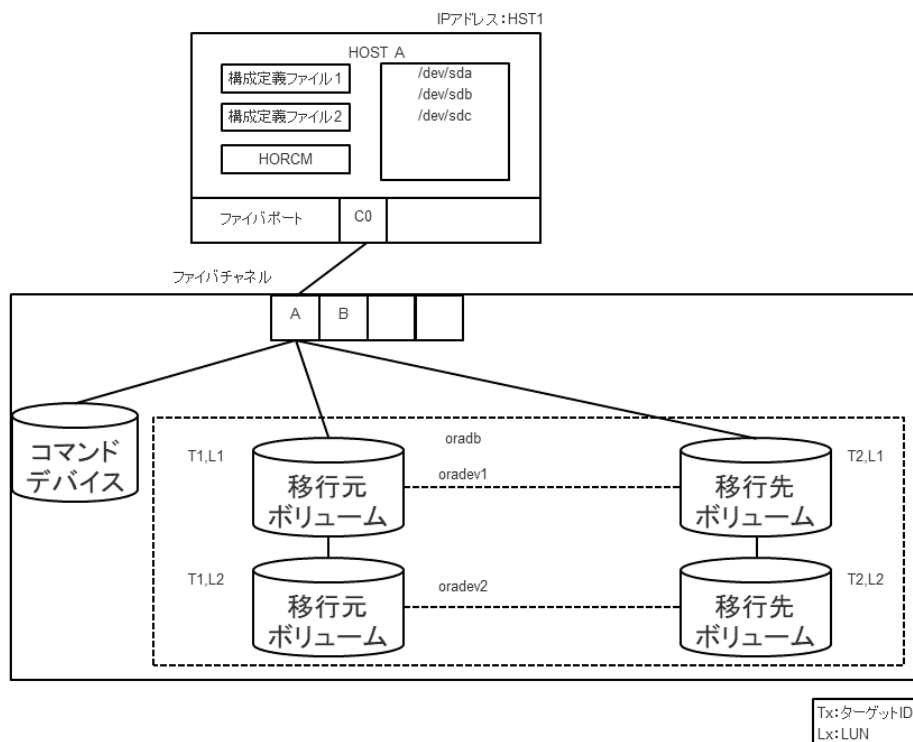 IPアドレス:HST1
HOST A
構成定義ファイル1
構成定義ファイル2
HORCM
/dev/sda
/dev/sdb
/dev/sdc
ファイバポート
C0
ファイバチャネル
A
B
コマンド
デバイス
oradb
T1,L1
移行元
ボリューム
oradev1
移行先
ボリューム
T2,L1
T1,L2
移行元
ボリューム
oradev2
移行先
ボリューム
T2,L2
Tx:ターゲットID
Lx:LUN